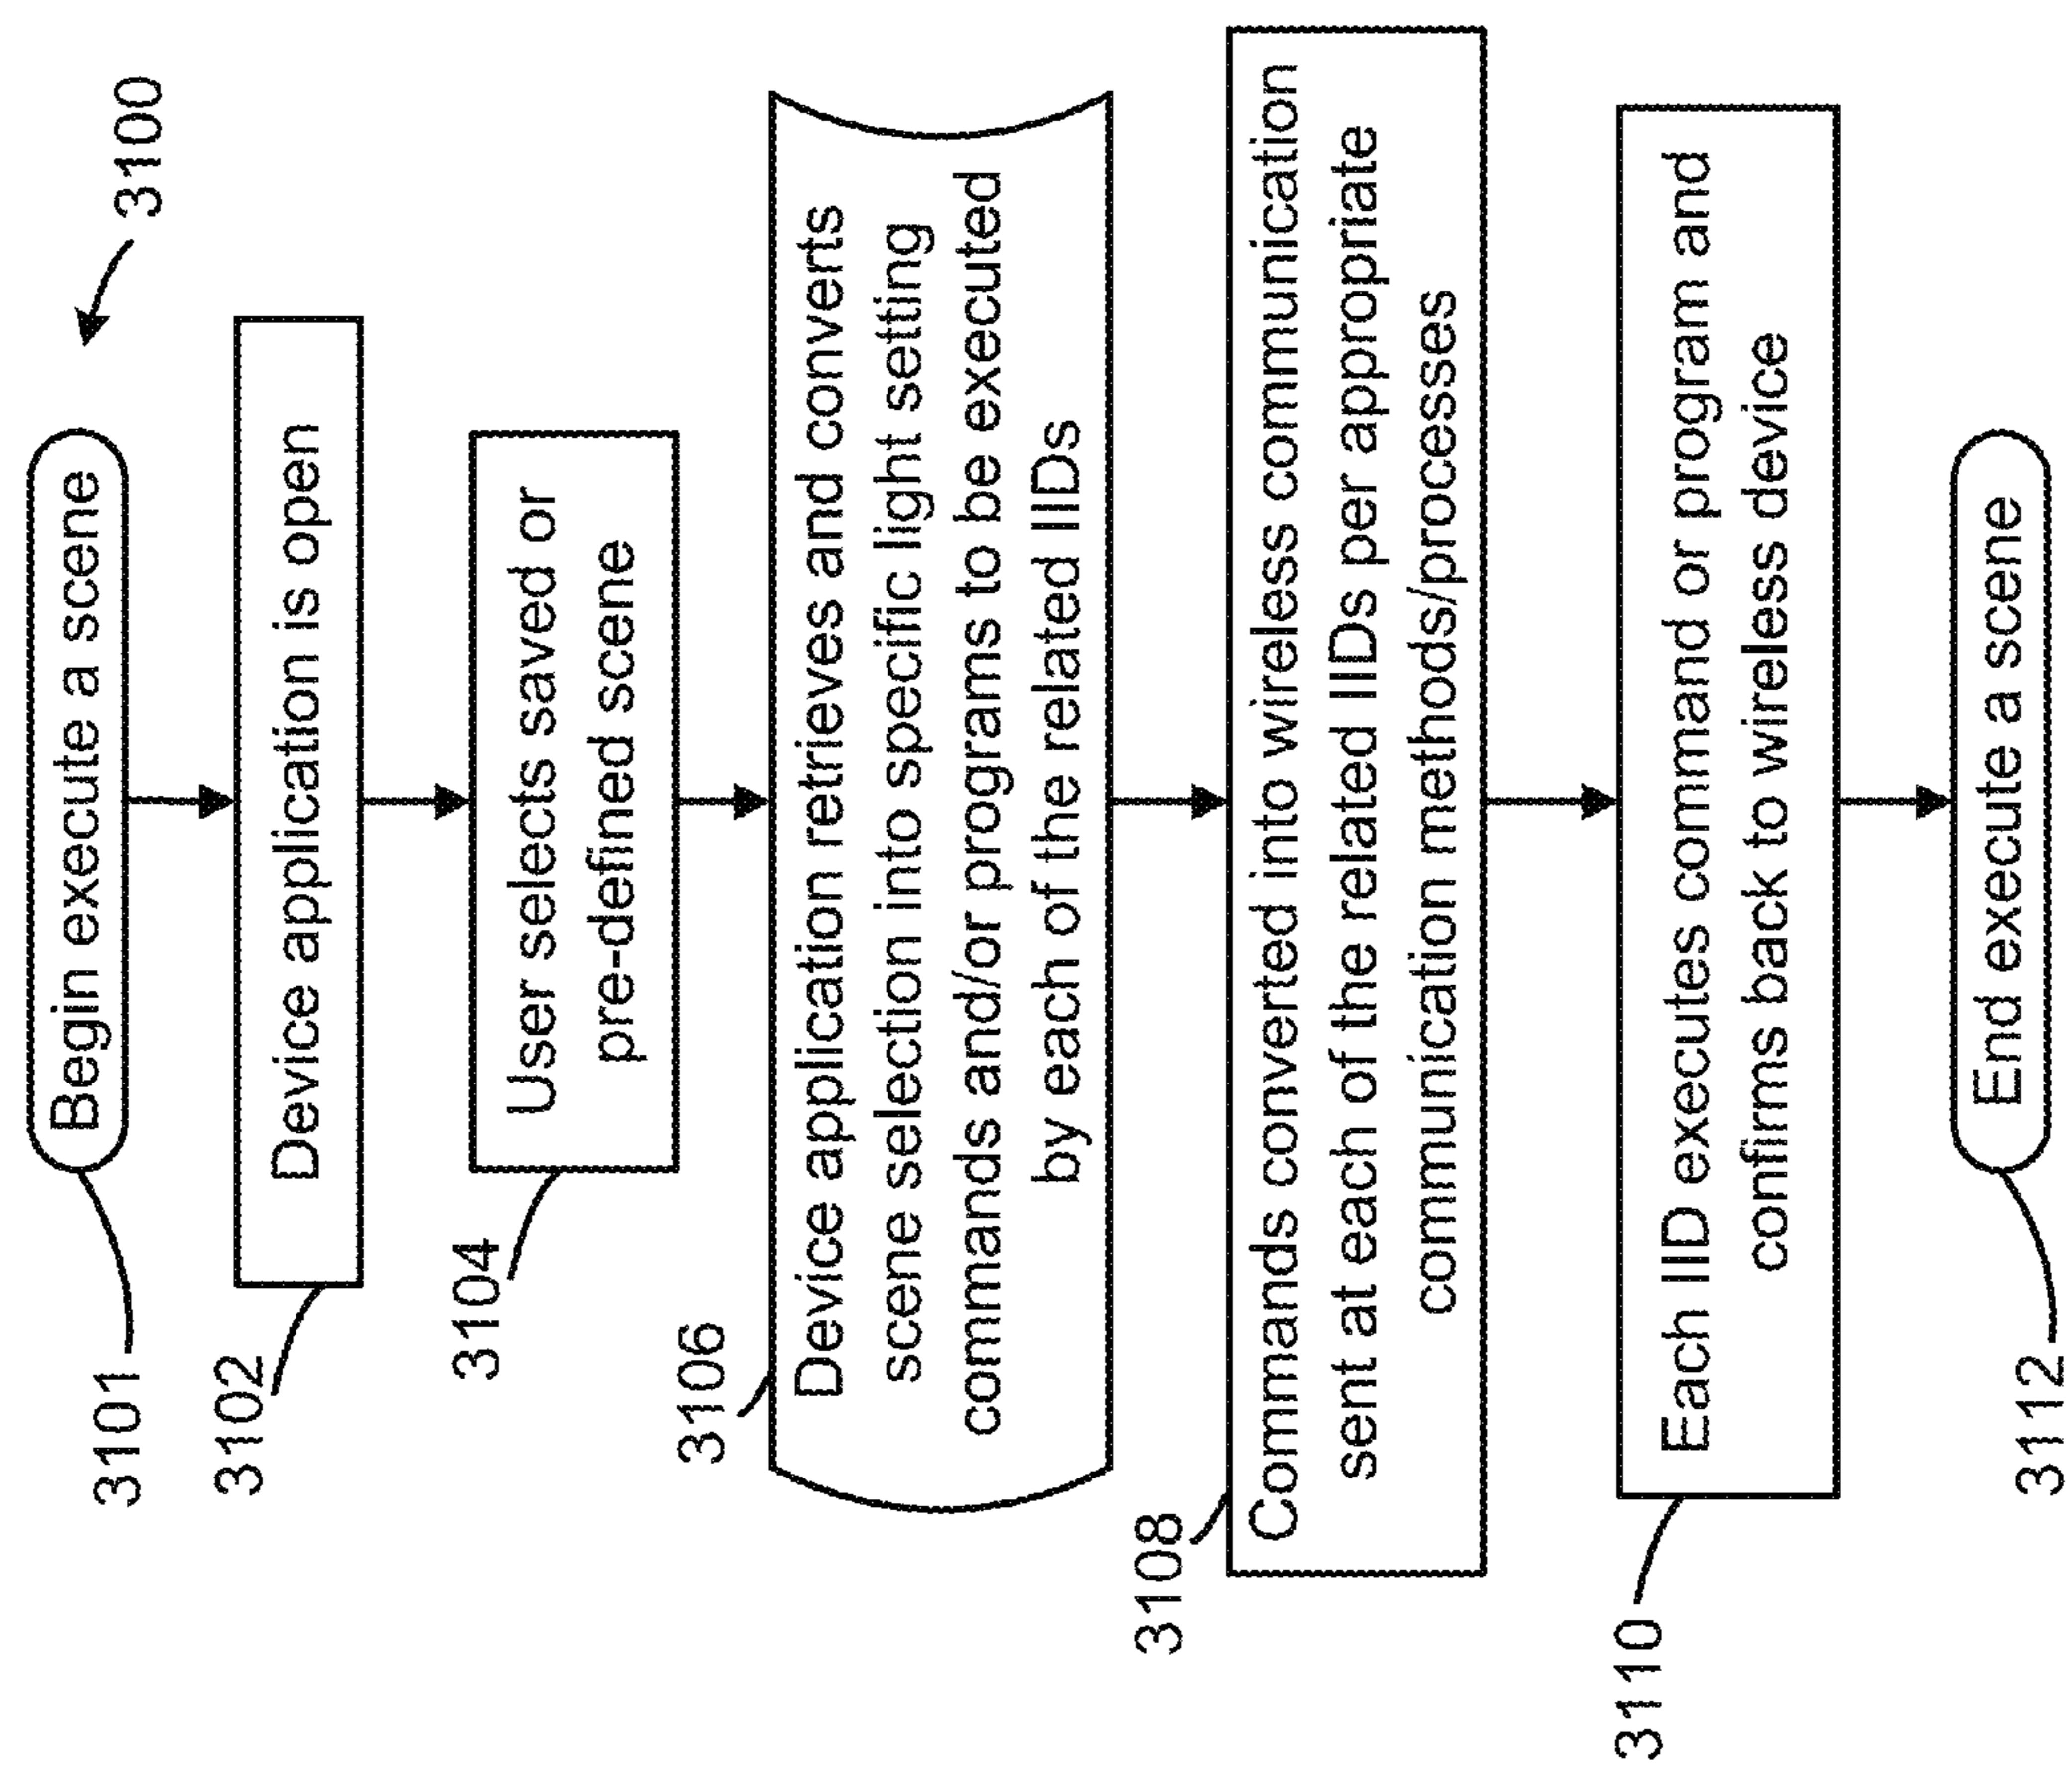 3100
3101
Begin execute a scene
3102
Device application is open
3104
User selects saved or
pre-defined scene
3106
Device application retrieves and converts
scene selection into specific light setting
commands and/or programs to be executed
by each of the related IIDs
3108
Commands converted into wireless communication
sent at each of the related IIDs per appropriate
communication methods/processes
3110
Each IID executes command or program and
confirms back to wireless device
3112
End execute a scene